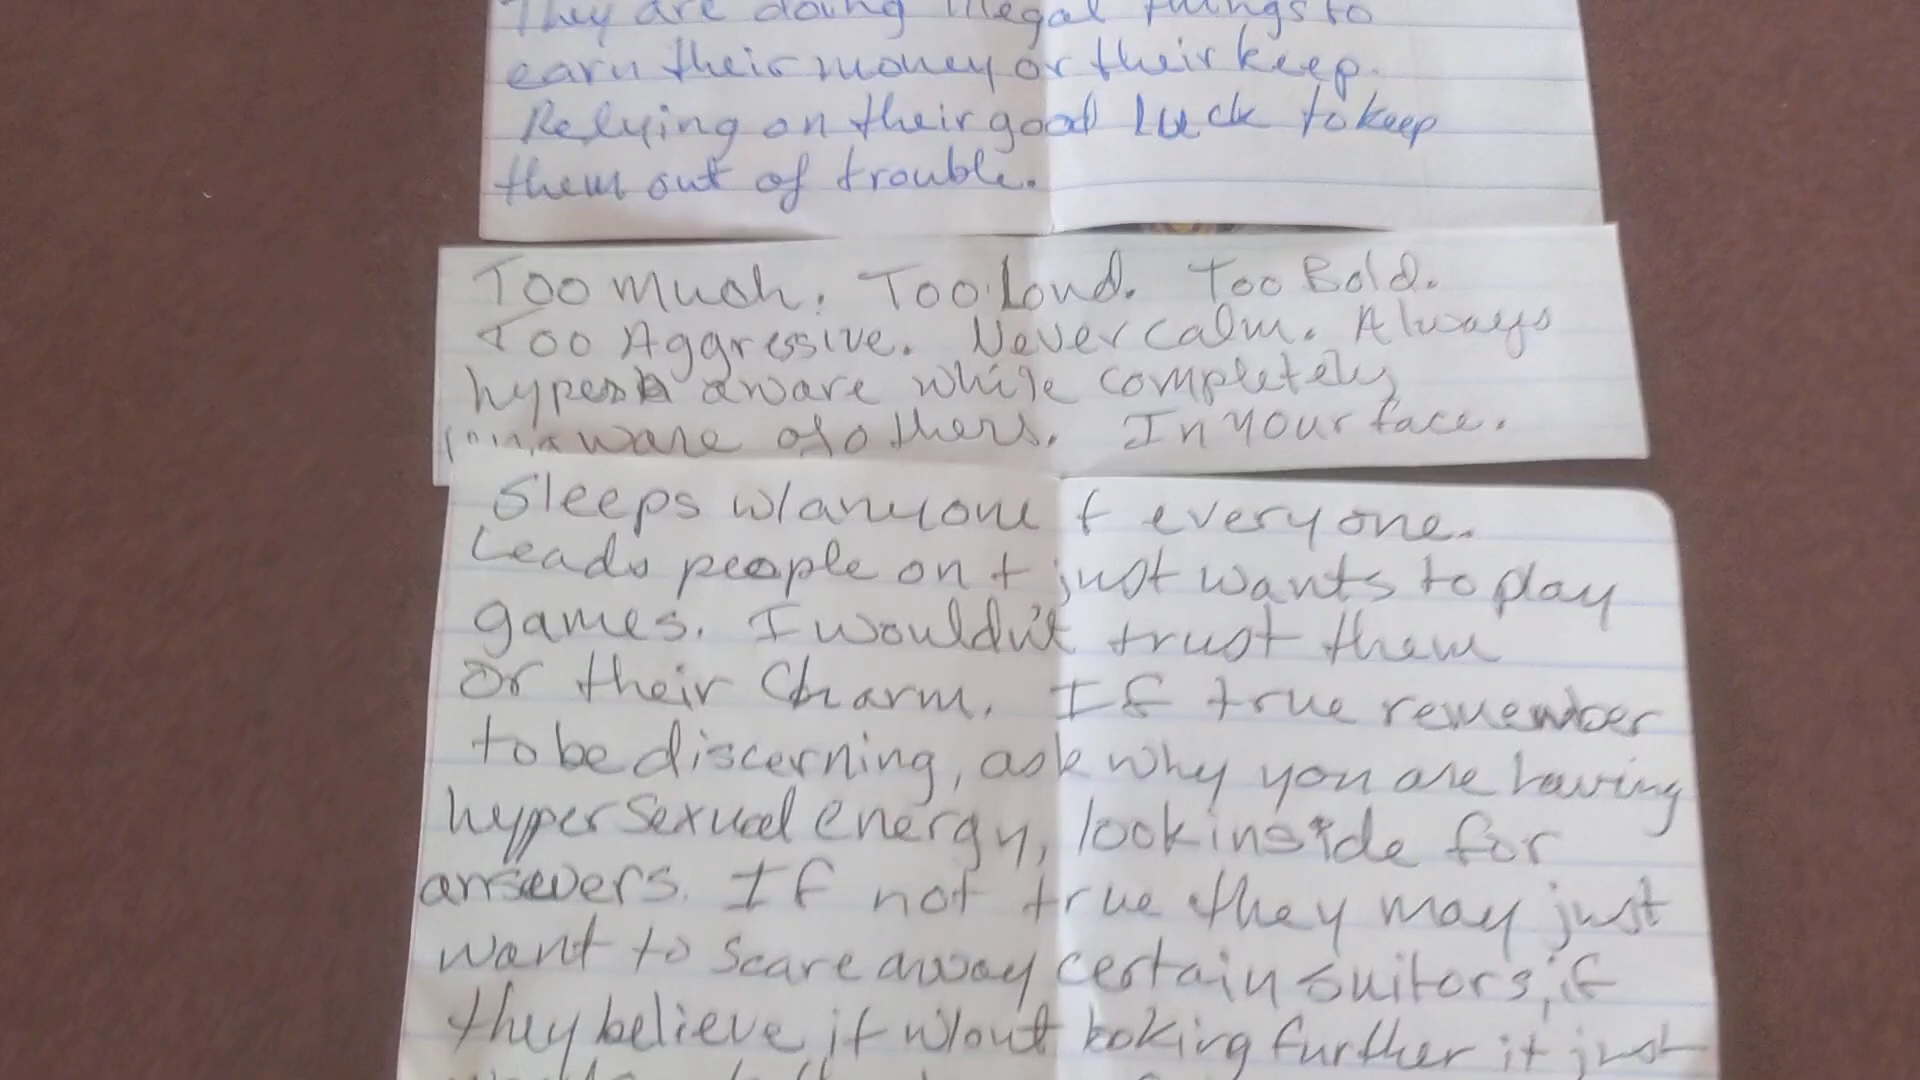 They are doing illegal things to
earn their money or their keep.
Relying on their good luck to keep
them out of trouble.
Too Much. Too Loud. Too Bold.
Too Aggressive. Never calm. Always
hyper aware while completely
unaware of others. In your face.
Sleeps w/anyone & everyone.
Leads people on + just wants to play
games. I wouldn't trust them
or their Charm. If true remember
to be discerning, ask why you are having
hyper sexual energy, look inside for
answers. If not true they may just
want to scare away certain suitors, if
they believe it w/out looking further it just